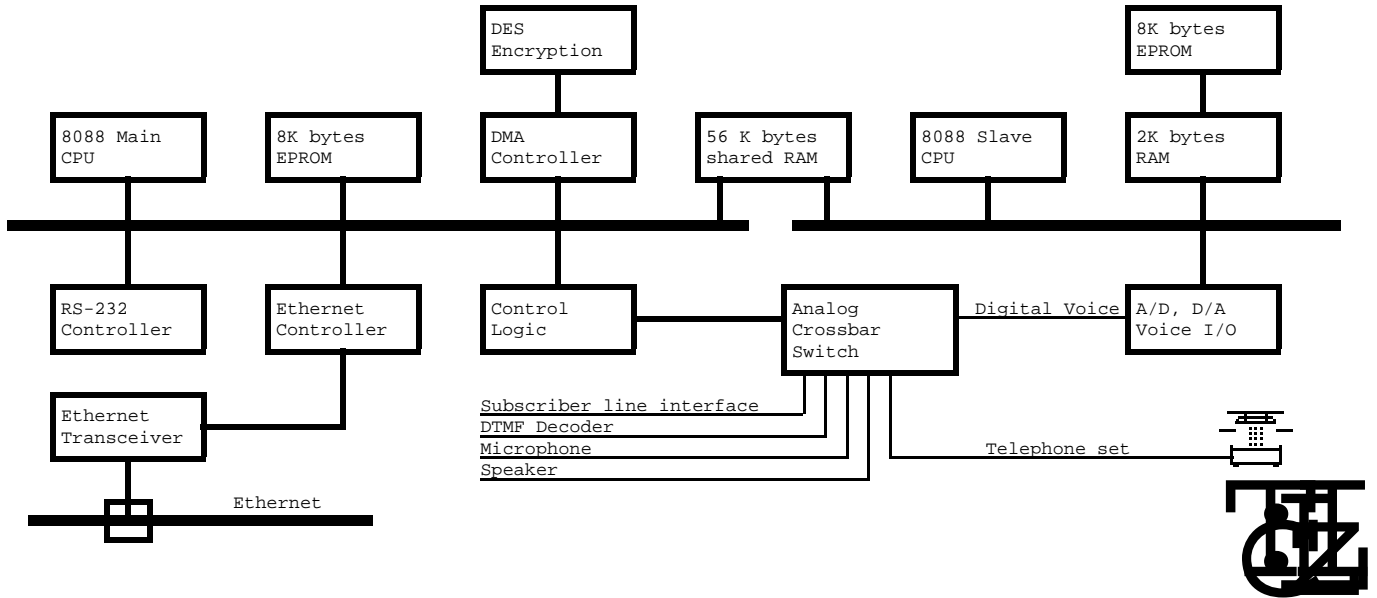 DES
Encryption
8K bytes
EPROM
8088 Main
CPU
8K bytes
EPROM
DMA
Controller
56 K bytes
shared RAM
8088 Slave
CPU
2K bytes
RAM
RS-232
Controller
Ethernet
Controller
Control
Logic
Analog
Crossbar
Switch
Digital Voice
A/D, D/A
Voice I/O
Ethernet
Transceiver
Subscriber line interface
DTMF Decoder
Microphone
Speaker
Telephone set
Ethernet